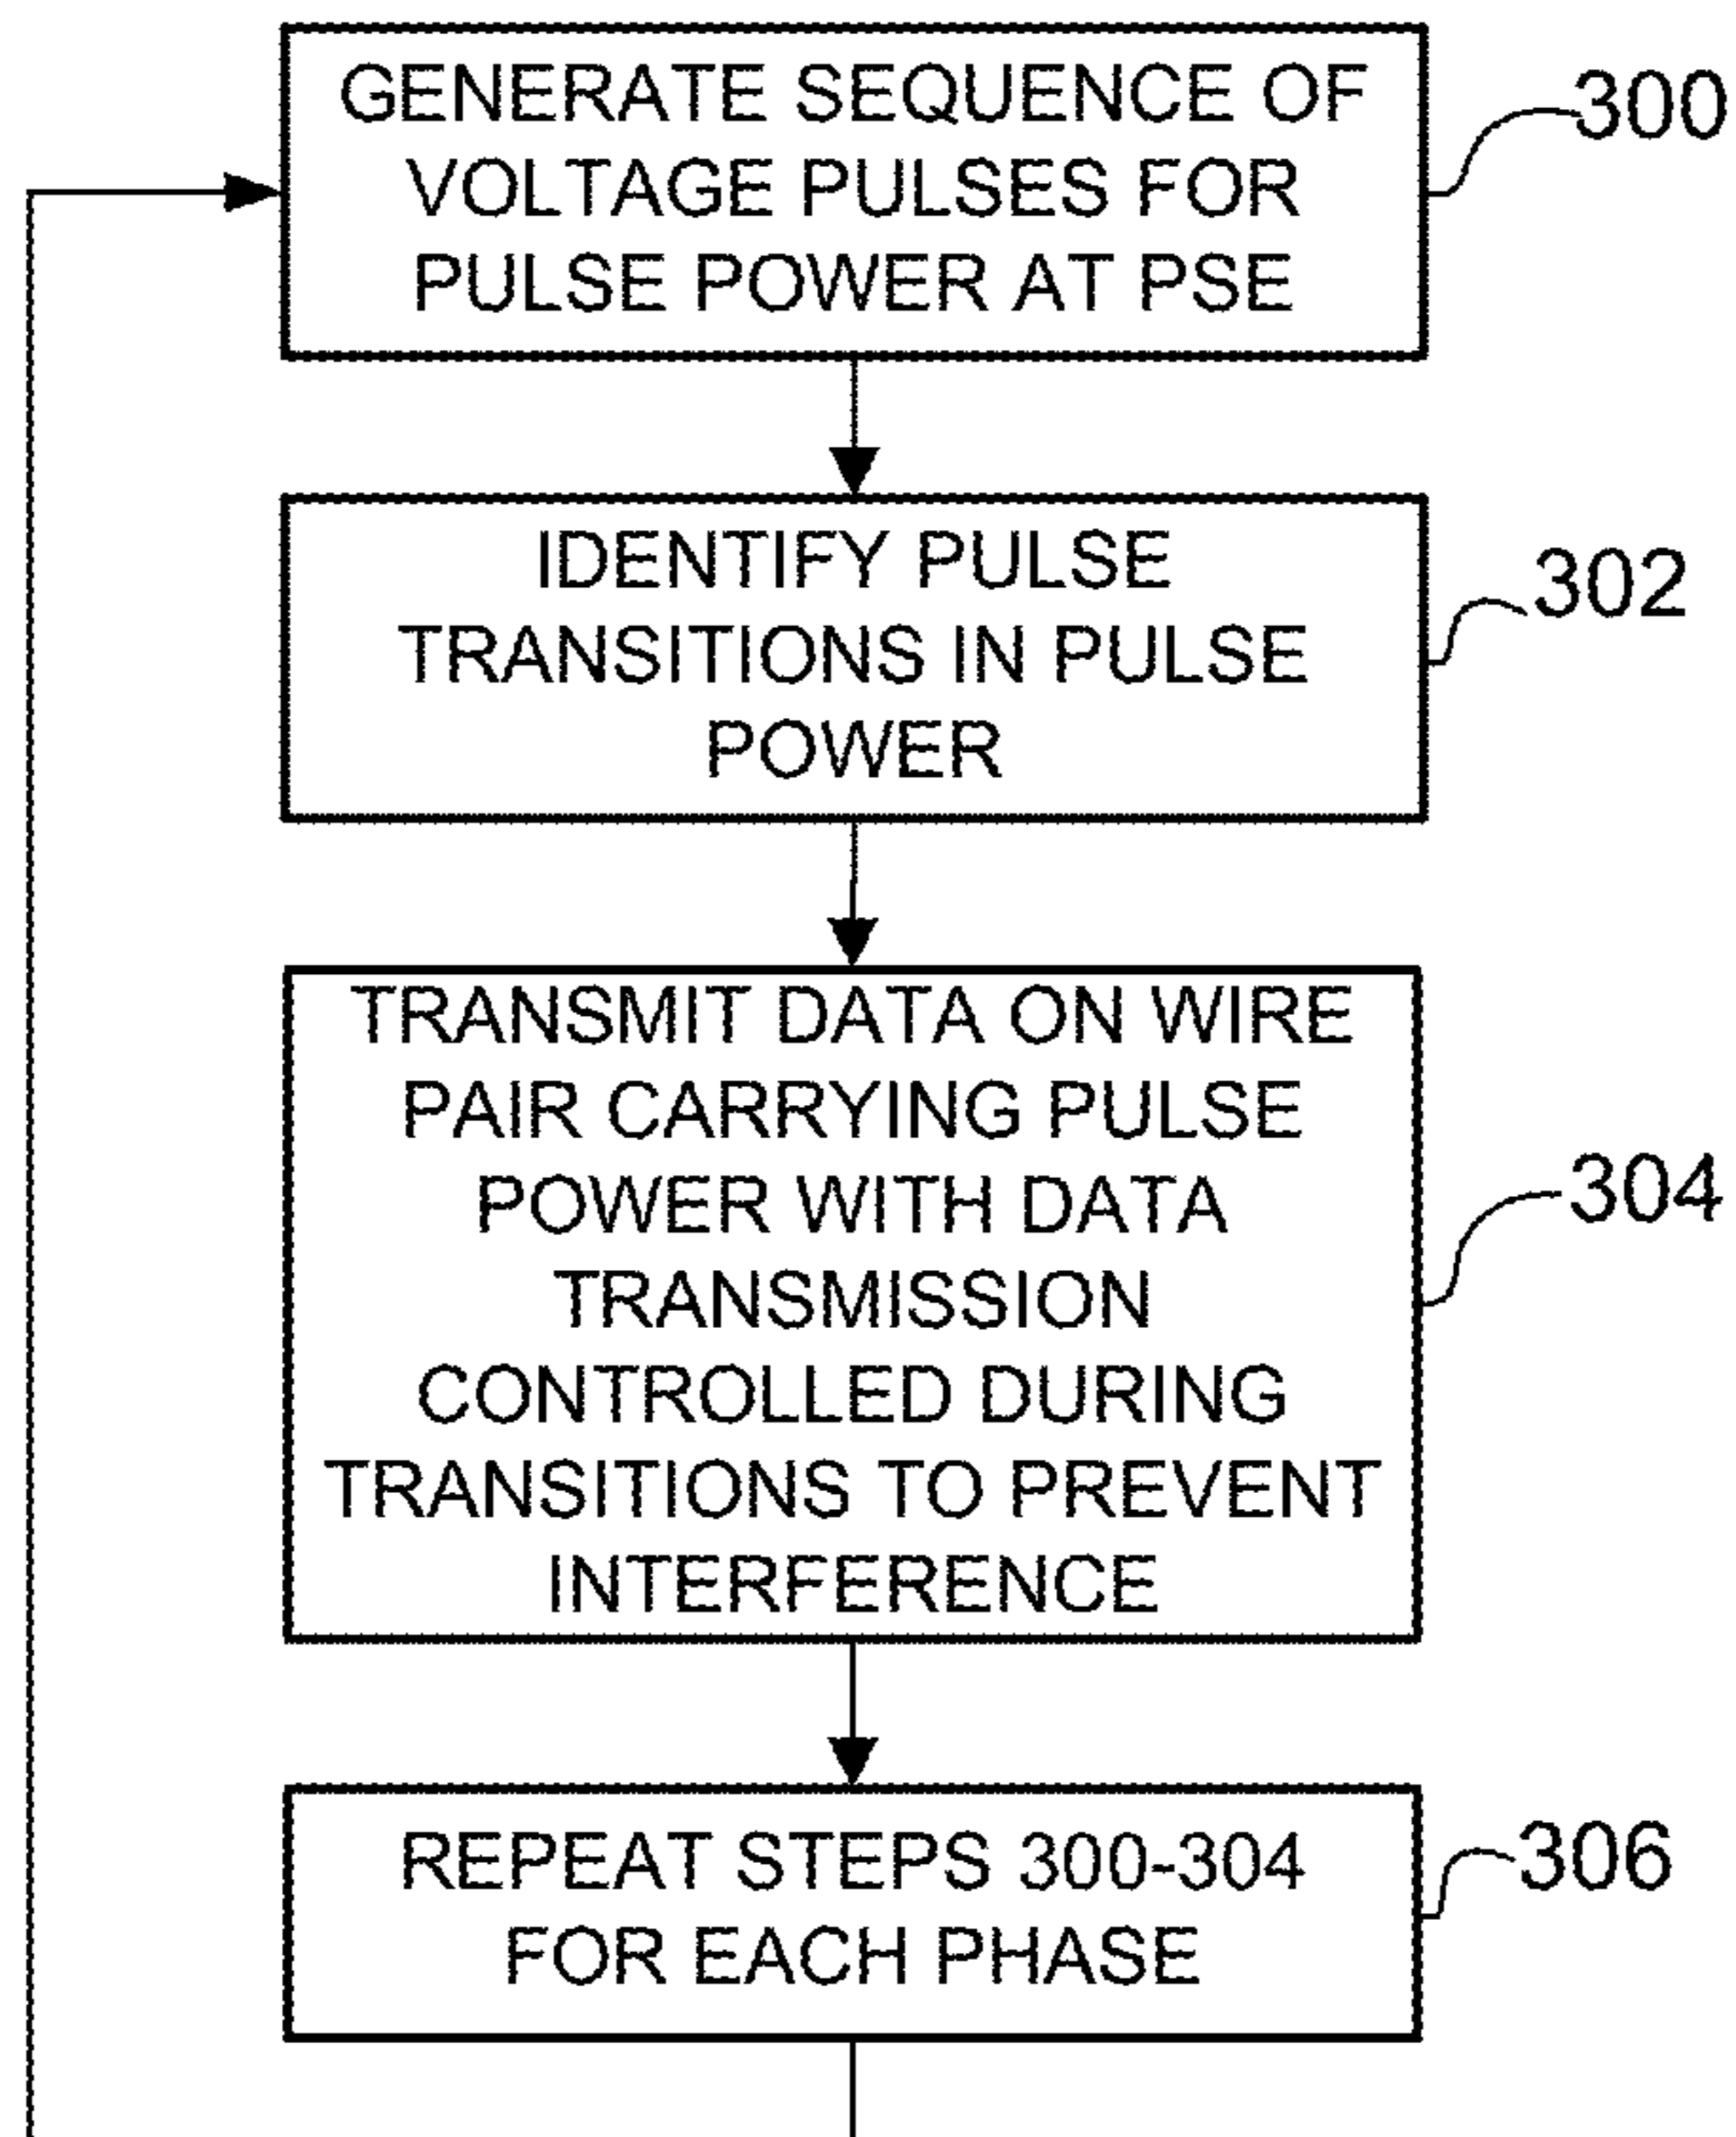 GENERATE SEQUENCE OF
VOLTAGE PULSES FOR
PULSE POWER AT PSE
300
IDENTIFY PULSE
TRANSITIONS IN PULSE
POWER
302
TRANSMIT DATA ON WIRE
PAIR CARRYING PULSE
POWER WITH DATA
TRANSMISSION
CONTROLLED DURING
TRANSITIONS TO PREVENT
INTERFERENCE
304
REPEAT STEPS 300-304
FOR EACH PHASE
306